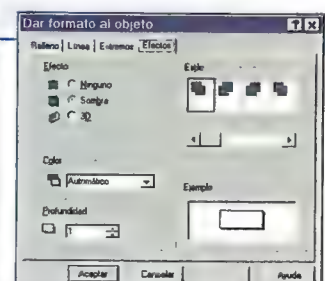 Dar formato al objeto
Relleno Línea Extremos Efectos
Efecto
Ninguno
Sombra
3D
Estilo
Color
Automático
Ejemplo
Profundidad
1
Aceptar Cancelar Ayuda